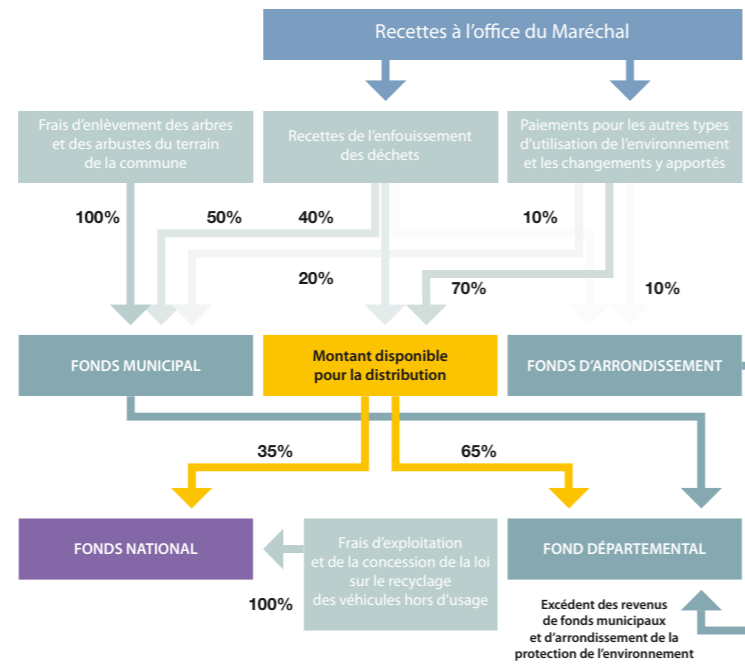 Recettes à l'office du Maréchal
Frais d'enlèvement des arbres
et des arbustes du terrain
de la commune
Recettes de l'enfouissement
des déchets
Paiements pour les autres types
d'utilisation de l'environnement
et les changements y apportés
100%
50%
40%
10%
20%
70%
10%
FONDS MUNICIPAL
Montant disponible
pour la distribution
FONDS D'ARRONDISSEMENT
35%
65%
FONDS NATIONAL
Frais d'exploitation
et de la concession de la loi
sur le recyclage
des véhicules hors d'usage
100%
FOND DÉPARTEMENTAL
Excédent des revenus
de fonds municipaux
et d'arrondissement de la
protection de l'environnement